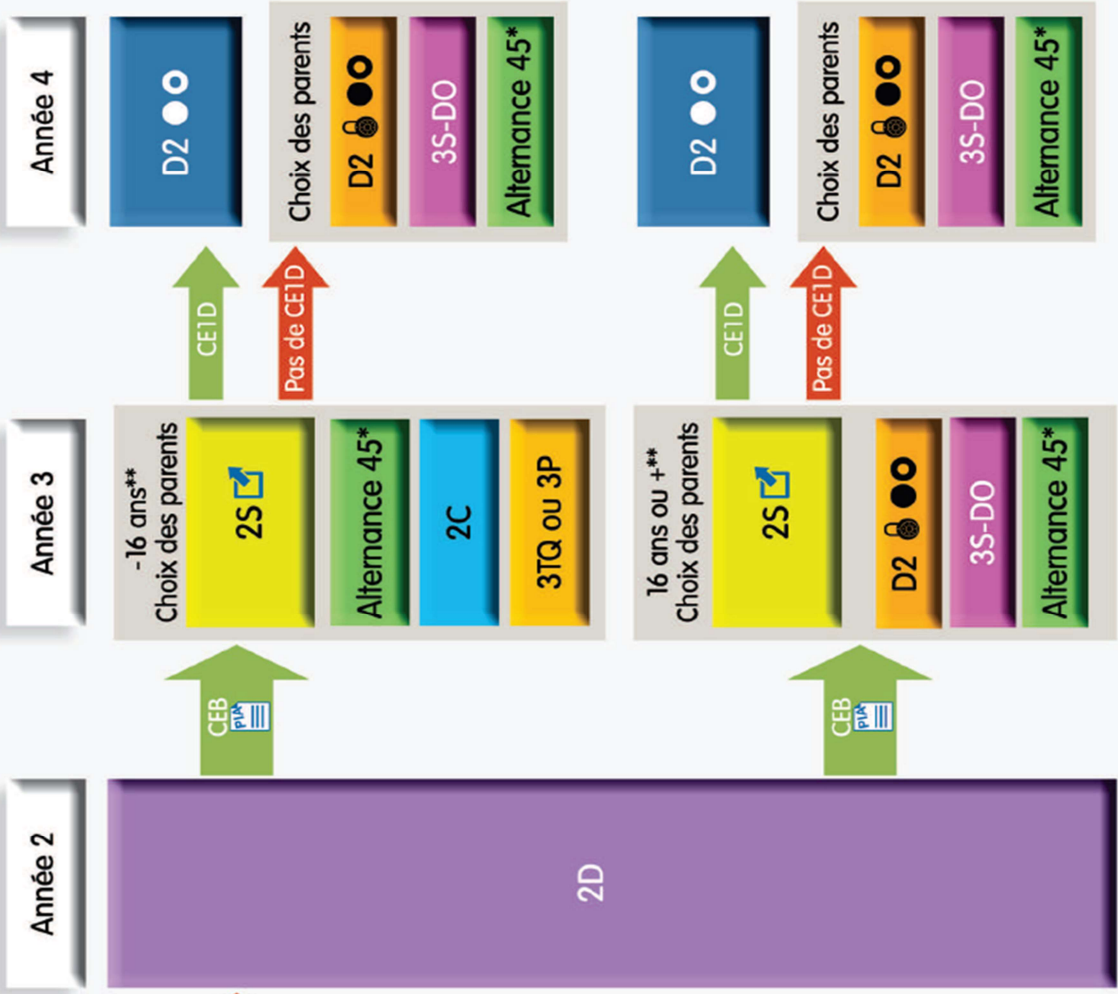 Année 2
Année 3
Année 4
2D
CEB
PIA
-16 ans**
Choix des parents
2S
Alternance 45*
2C
3TQ ou 3P
CE1D
D2
Pas de CE1D
Choix des parents
D2
3S-DO
Alternance 45*
CEB
PIA
16 ans ou +**
Choix des parents
2S
D2
3S-DO
Alternance 45*
CE1D
D2
Pas de CE1D
Choix des parents
D2
3S-DO
Alternance 45*